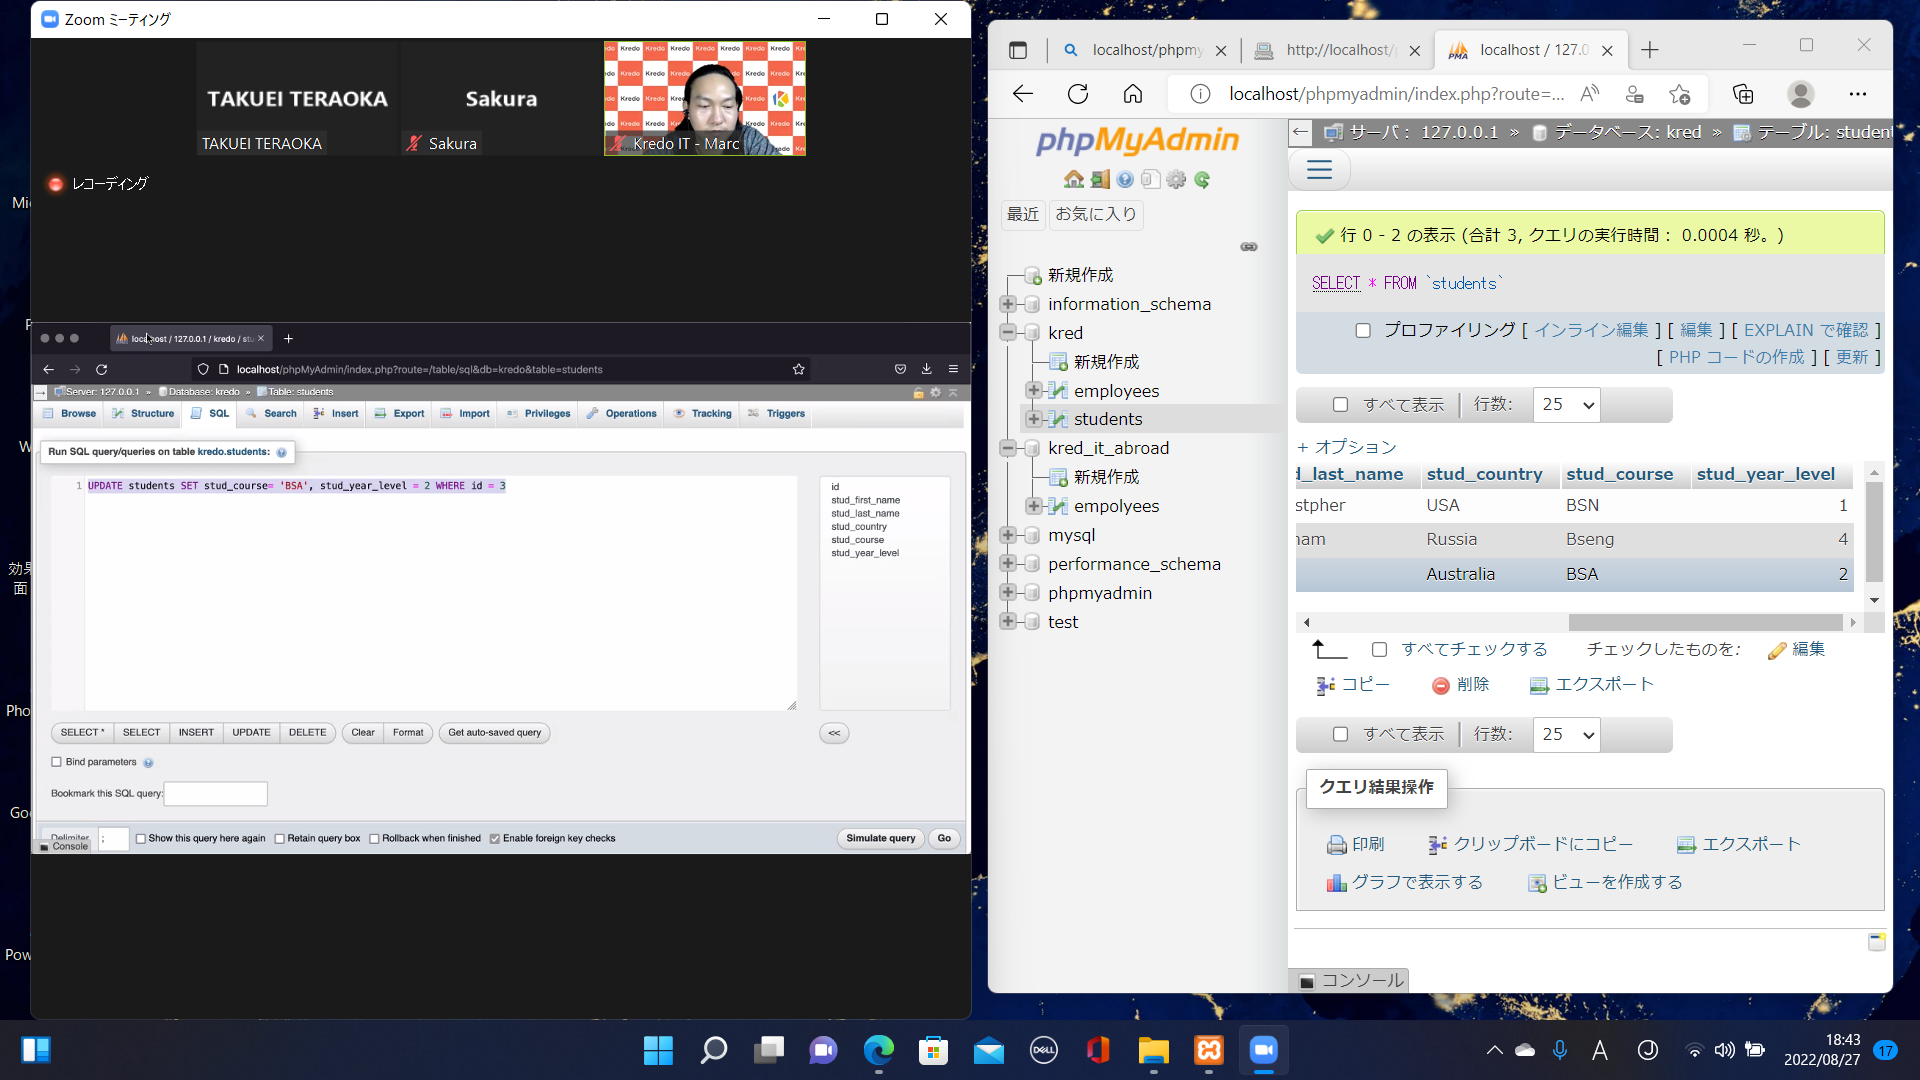 Zoom ミーティング
TAKUEI TERAOKA
Sakura
TAKUEI TERAOKA
Sakura
Kredo IT - Marc
レコーディング
localhost / 127.0.0.1 / kredo / stu
localhost/phpMyAdmin/index.php?route=/table/sql&db=kredo&table=students
Server: 127.0.0.1 » Database: kredo » Table: students
Browse Structure SQL Search Insert Export Import Privileges Operations Tracking Triggers
Run SQL query/queries on table kredo.students:
1 UPDATE students SET stud_course= 'BSA', stud_year_level = 2 WHERE id = 3
id
stud_first_name
stud_last_name
stud_country
stud_course
stud_year_level
SELECT * SELECT INSERT UPDATE DELETE Clear Format Get auto-saved query <<
Bind parameters
Bookmark this SQL query:
Delimiter ; Show this query here again Retain query box Rollback when finished Enable foreign key checks Simulate query Go
Console
localhost/phpmy
http://localhost/
localhost / 127.0
localhost/phpmyadmin/index.php?route=...
phpMyAdmin
最近 お気に入り
新規作成
information_schema
kred
新規作成
employees
students
kred_it_abroad
新規作成
empolyees
mysql
performance_schema
phpmyadmin
test
サーバ: 127.0.0.1 » データベース: kred » テーブル: student
行 0 - 2 の表示 (合計 3, クエリの実行時間: 0.0004 秒。)
SELECT * FROM `students`
プロファイリング [ インライン編集 ] [ 編集 ] [ EXPLAIN で確認 ]
[ PHP コードの作成 ] [ 更新 ]
すべて表示 行数: 25
+ オプション
d_last_name stud_country stud_course stud_year_level
stpher USA BSN 1
nam Russia Bseng 4
Australia BSA 2
すべてチェックする チェックしたものを: 編集
コピー 削除 エクスポート
すべて表示 行数: 25
クエリ結果操作
印刷 クリップボードにコピー エクスポート
グラフで表示する ビューを作成する
コンソール
Mi
W
効果
面
Pho
Go
Pow
DELL
A
18:43
2022/08/27
17